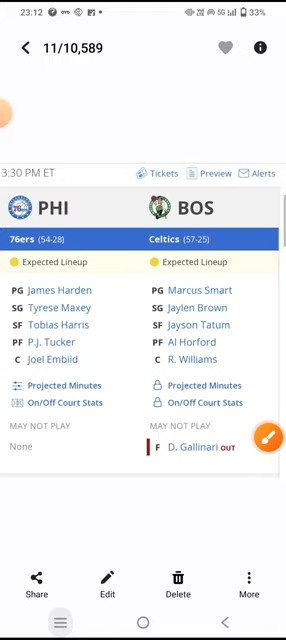 23:12 5G 33%
11/10,589
3:30 PM ET Tickets Preview Alerts
76ers PHI BOS
76ers (54-28) Celtics (57-25)
Expected Lineup Expected Lineup
PG James Harden PG Marcus Smart
SG Tyrese Maxey SG Jaylen Brown
SF Tobias Harris SF Jayson Tatum
PF P.J. Tucker PF Al Horford
C Joel Embiid C R. Williams
Projected Minutes Projected Minutes
On/Off Court Stats On/Off Court Stats
MAY NOT PLAY MAY NOT PLAY
None F D. Gallinari OUT
Share Edit Delete More